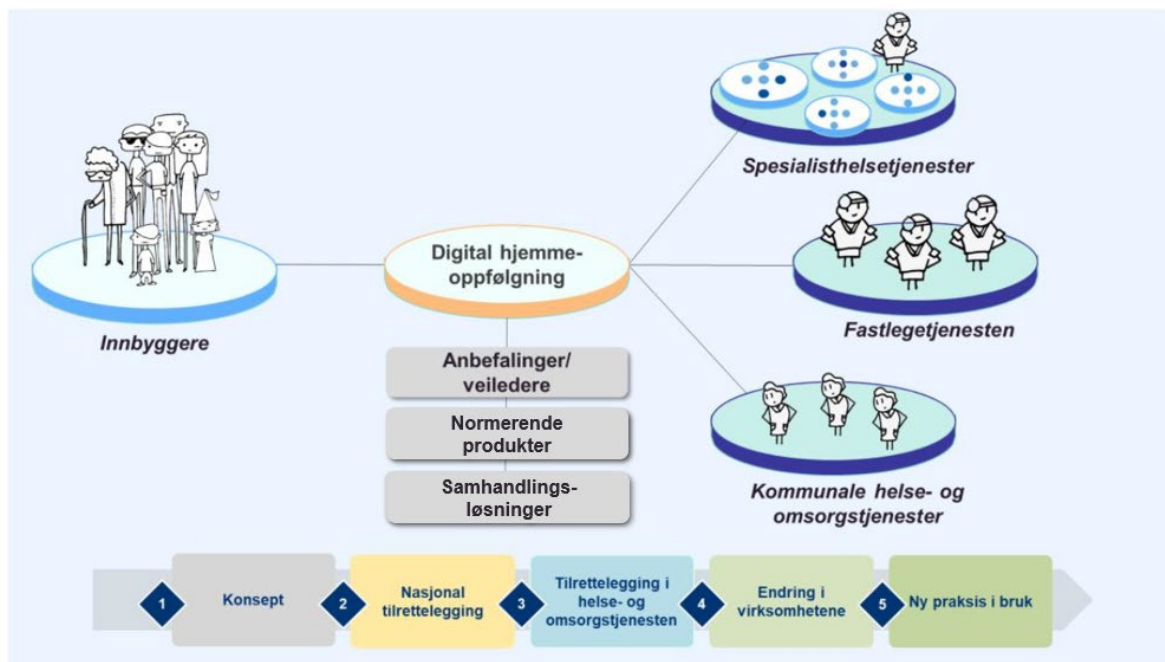 Spesialisthelsetjenester
Digital hjemme-
oppfølgning
Innbyggere
Fastlegetjenesten
Anbefalinger/
veiledere
Normerende
produkter
Samhandlings-
løsninger
Kommunale helse- og
omsorgstjenester
1
Konsept
2
Nasjonal
tilrettelegging
3
Tilrettelegging i
helse- og
omsorgstjenesten
4
Endring i
virksomhetene
5
Ny praksis i bruk